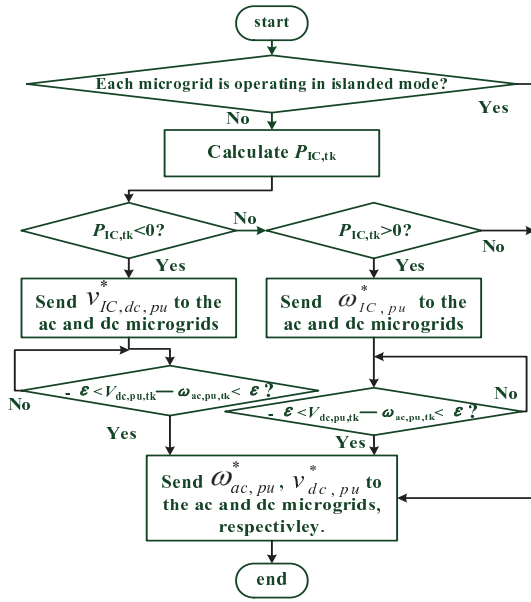 start
Each microgrid is operating in islanded mode?
Yes
No
Calculate P_IC,tk
P_IC,tk<0?
No
P_IC,tk>0?
No
Yes
Yes
Send v*_IC,dc,pu to the
ac and dc microgrids
Send ω*_IC,pu to the
ac and dc microgrids
- ε <V_dc,pu,tk— ω_ac,pu,tk< ε ?
No
- ε <V_dc,pu,tk— ω_ac,pu,tk< ε ?
No
Yes
Yes
Send ω*_ac,pu, v*_dc,pu to
the ac and dc microgrids,
respectivley.
end